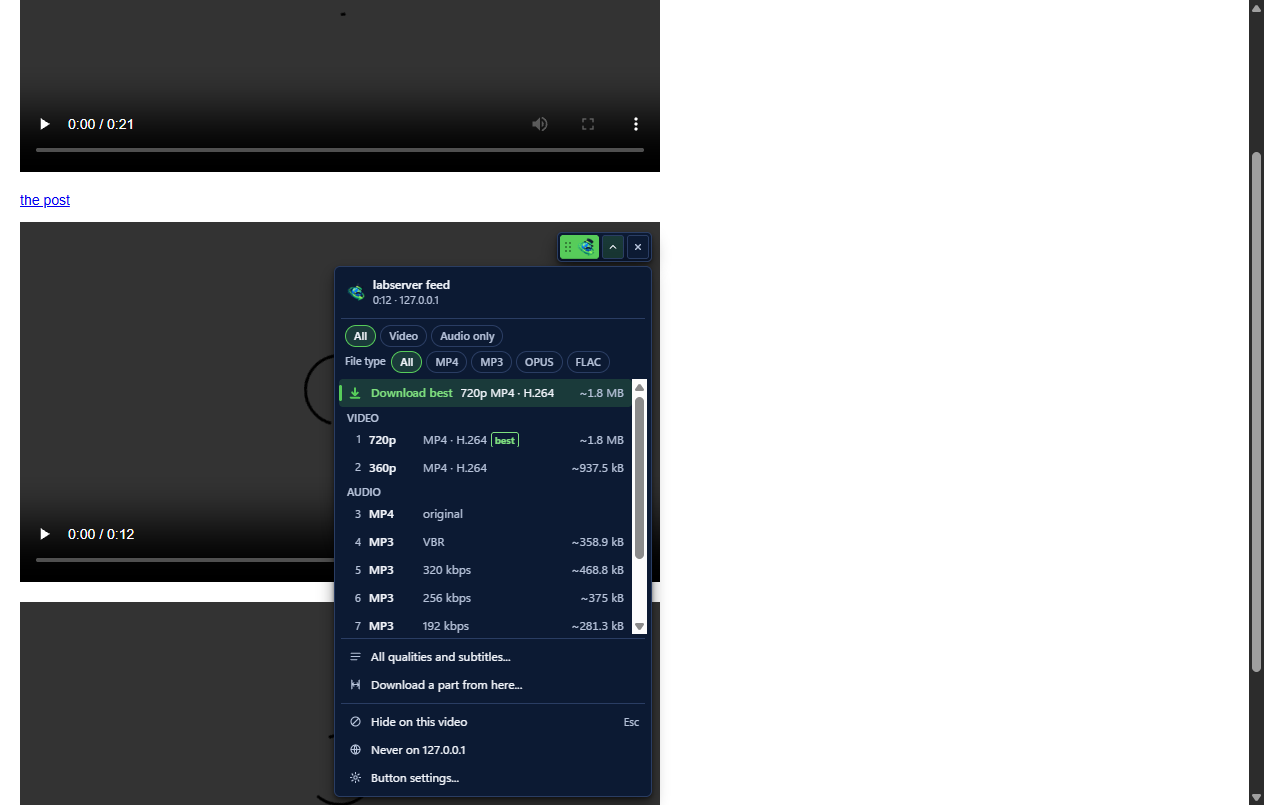 0:00 / 0:21
the post
labserver feed
0:12 · 127.0.0.1
All Video Audio only
File type All MP4 MP3 OPUS FLAC
Download best 720p MP4 · H.264 ~1.8 MB
VIDEO
1 720p MP4 · H.264 best ~1.8 MB
2 360p MP4 · H.264 ~937.5 kB
AUDIO
3 MP4 original
4 MP3 VBR ~358.9 kB
0:00 / 0:12
5 MP3 320 kbps ~468.8 kB
6 MP3 256 kbps ~375 kB
7 MP3 192 kbps ~281.3 kB
All qualities and subtitles...
Download a part from here...
Hide on this video Esc
Never on 127.0.0.1
Button settings...